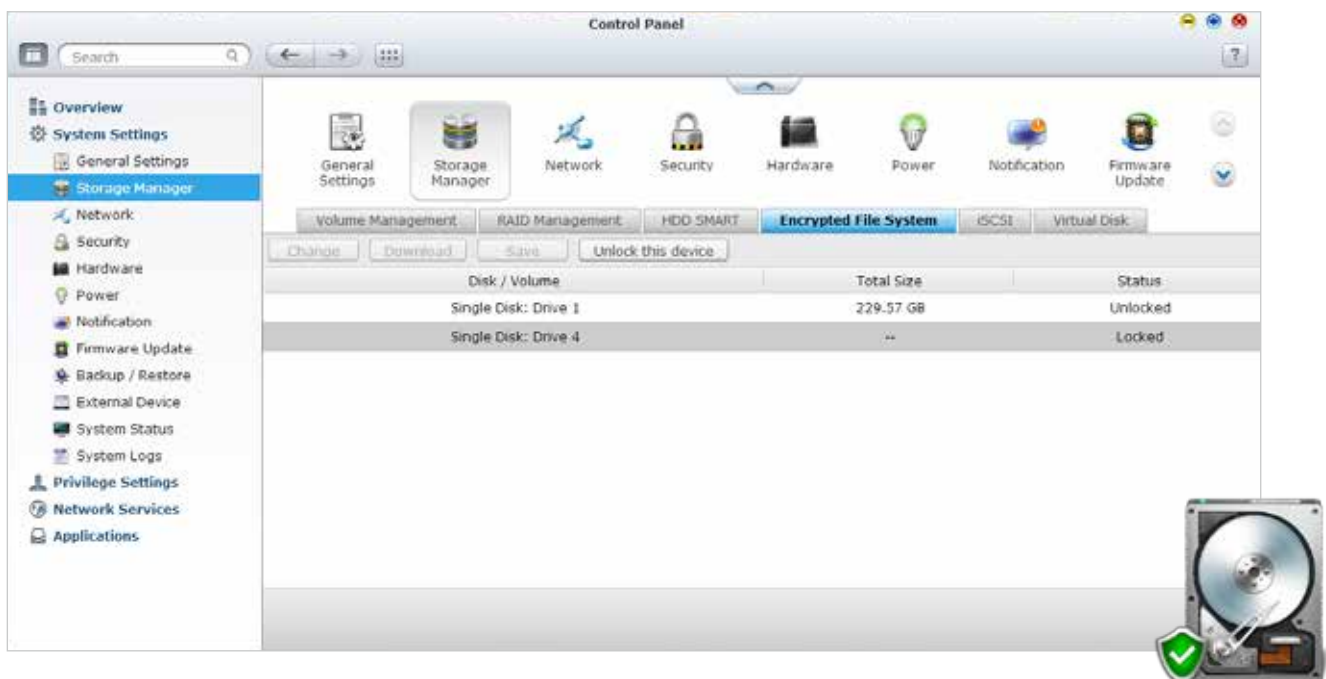 Control Panel
Search
?
Overview
System Settings
General Settings
Storage Manager
Network
Security
Hardware
Power
Notification
Firmware Update
Backup / Restore
External Device
System Status
System Logs
Privilege Settings
Network Services
Applications
General Settings
Storage Manager
Network
Security
Hardware
Power
Notification
Firmware Update
Volume Management
RAID Management
HDD SMART
Encrypted File System
iSCSI
Virtual Disk
Change
Download
Save
Unlock this device
Disk / Volume Total Size Status
Single Disk: Drive 1 229.57 GB Unlocked
Single Disk: Drive 4 -- Locked